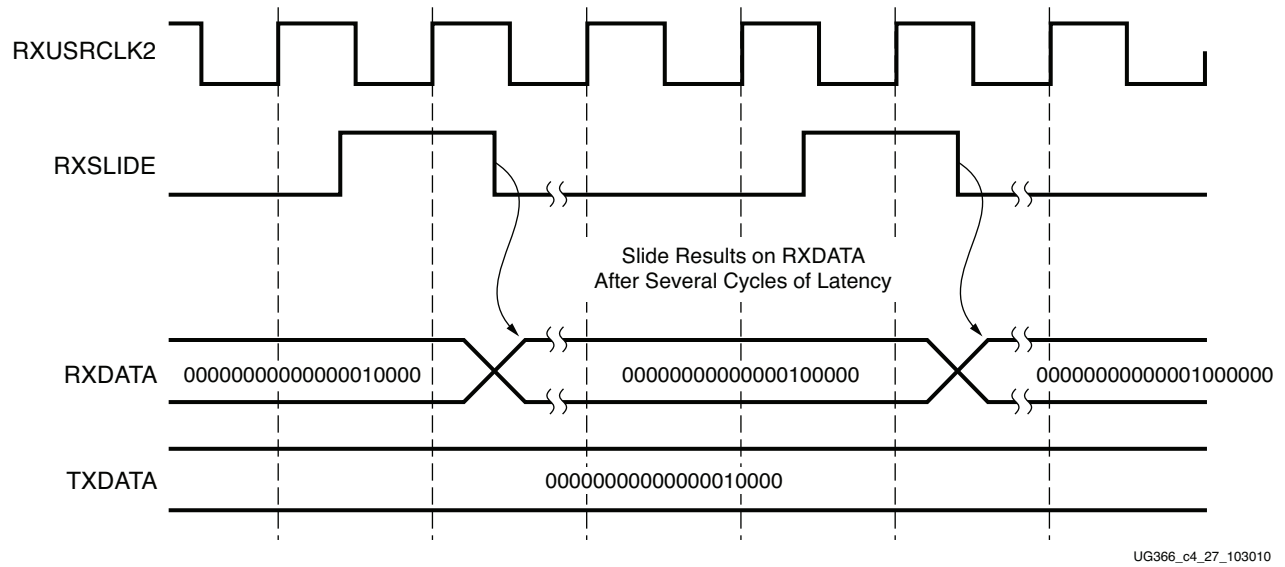 RXUSRCLK2
RXSLIDE
Slide Results on RXDATA
After Several Cycles of Latency
RXDATA
00000000000000010000
00000000000000100000
00000000000001000000
TXDATA
00000000000000010000
UG366_c4_27_103010